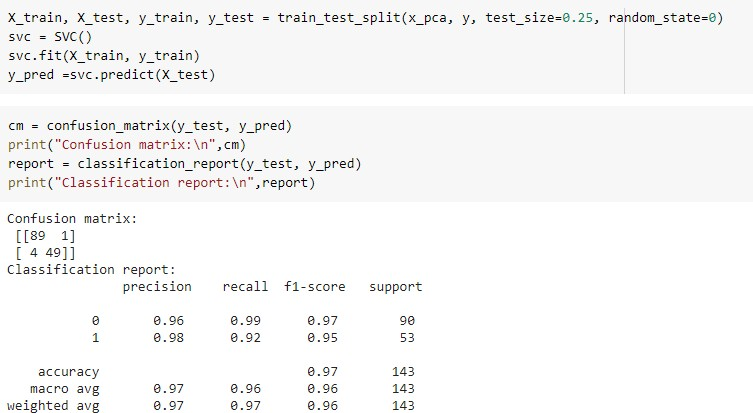 X_train, X_test, y_train, y_test = train_test_split(x_pca, y, test_size=0.25, random_state=0)
svc = SVC()
svc.fit(X_train, y_train)
y_pred =svc.predict(X_test)
cm = confusion_matrix(y_test, y_pred)
print("Confusion matrix:\n",cm)
report = classification_report(y_test, y_pred)
print("Classification report:\n",report)
Confusion matrix:
[[89 1]
[ 4 49]]
Classification report:
precision recall f1-score support
0 0.96 0.99 0.97 90
1 0.98 0.92 0.95 53
accuracy 0.97 143
macro avg 0.97 0.96 0.96 143
weighted avg 0.97 0.97 0.96 143